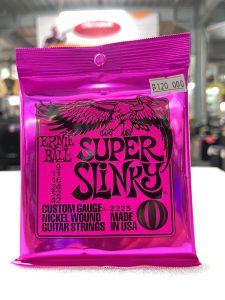 ₱120 000
ERNIE
BALL
SUPER
SLINKY
9
11
16
24
32
42
2223
CUSTOM GAUGE
NICKEL WOUND
GUITAR STRINGS
MADE
IN USA